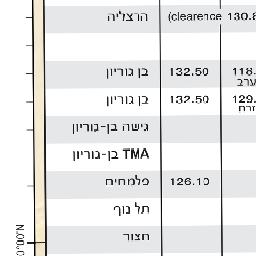 הרצליה (clearence 130.8
בן גוריון 132.50 118.
ערב
בן גוריון 132.50 129.
גישה בן-גוריון
TMA בן-גוריון
פלמחים 126.10
תל נוף
חצור
0°00'N